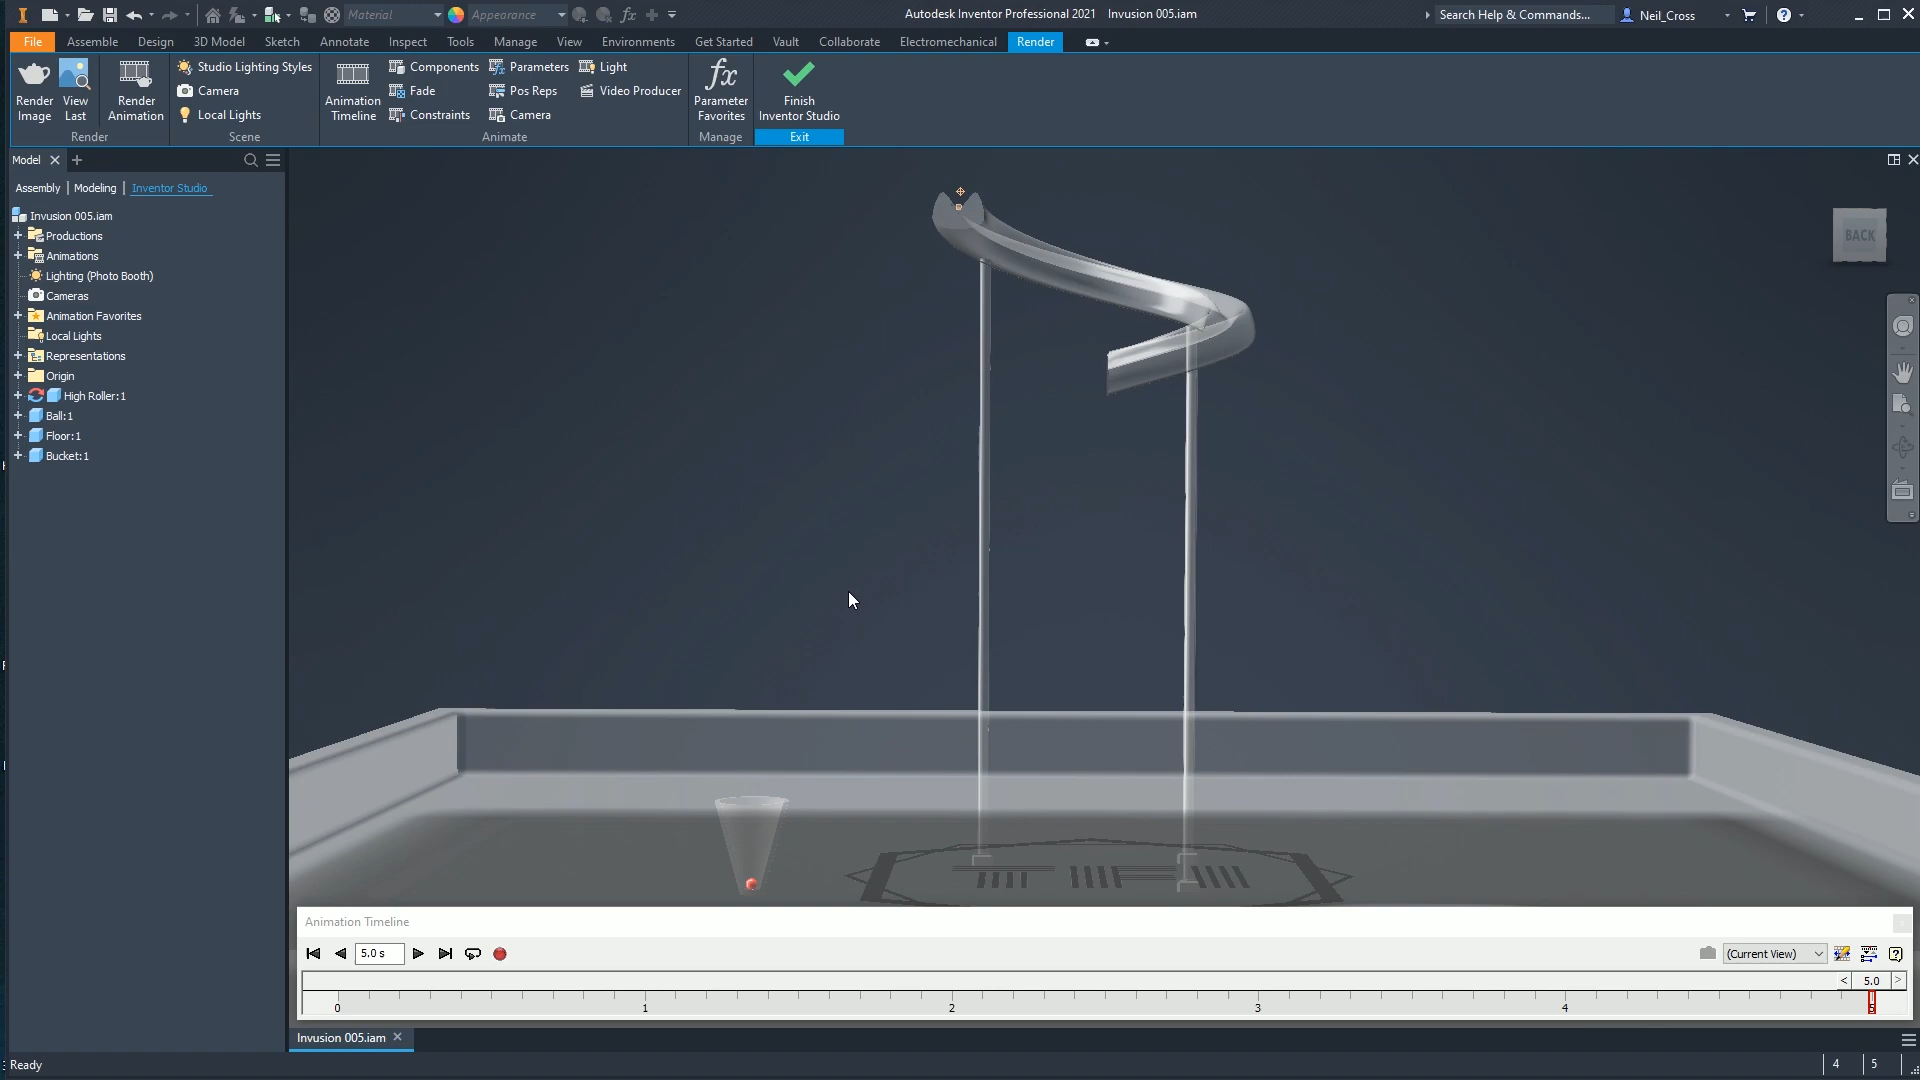 Material
Appearance
Autodesk Inventor Professional 2021 Invusion 005.iam
Search Help & Commands...
Neil_Cross
File Assemble Design 3D Model Sketch Annotate Inspect Tools Manage View Environments Get Started Vault Collaborate Electromechanical Render
Render Image
View Last
Render Animation
Render
Studio Lighting Styles
Camera
Local Lights
Scene
Animation Timeline
Components
Fade
Constraints
Parameters
Pos Reps
Camera
Light
Video Producer
Animate
fx
Parameter Favorites
Manage
Finish Inventor Studio
Exit
Model
Assembly | Modeling | Inventor Studio
Invusion 005.iam
Productions
Animations
Lighting (Photo Booth)
Cameras
Animation Favorites
Local Lights
Representations
Origin
High Roller:1
Ball:1
Floor:1
Bucket:1
BACK
Animation Timeline
5.0 s
(Current View)
< 5.0 >
0 1 2 3 4 5
Invusion 005.iam
Ready
4 5